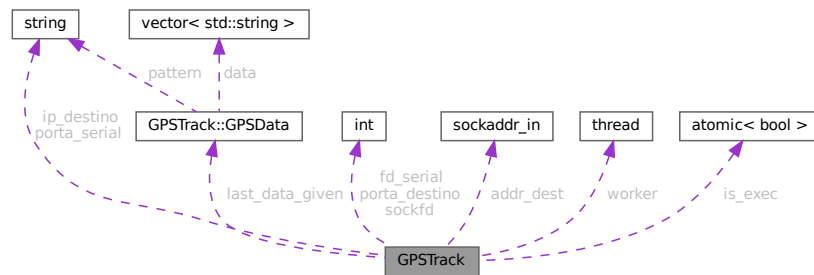 string
vector< std::string >
pattern
data
ip_destino
porta_serial
GPSTrack::GPSData
int
sockaddr_in
thread
atomic< bool >
last_data_given
fd_serial
porta_destino
sockfd
addr_dest
worker
is_exec
GPSTrack